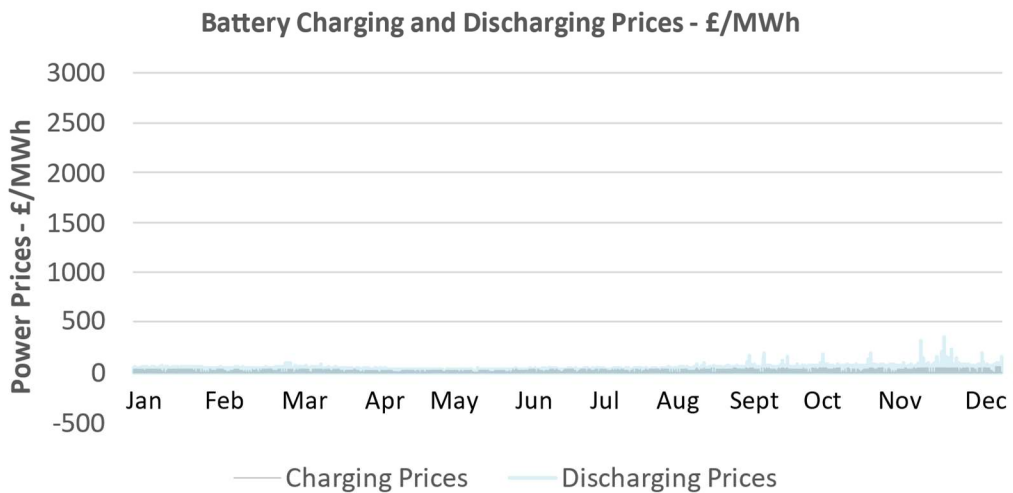 Battery Charging and Discharging Prices - £/MWh
Power Prices - £/MWh
3000
2500
2000
1500
1000
500
0
-500
Jan Feb Mar Apr May Jun Jul Aug Sept Oct Nov Dec
Charging Prices Discharging Prices